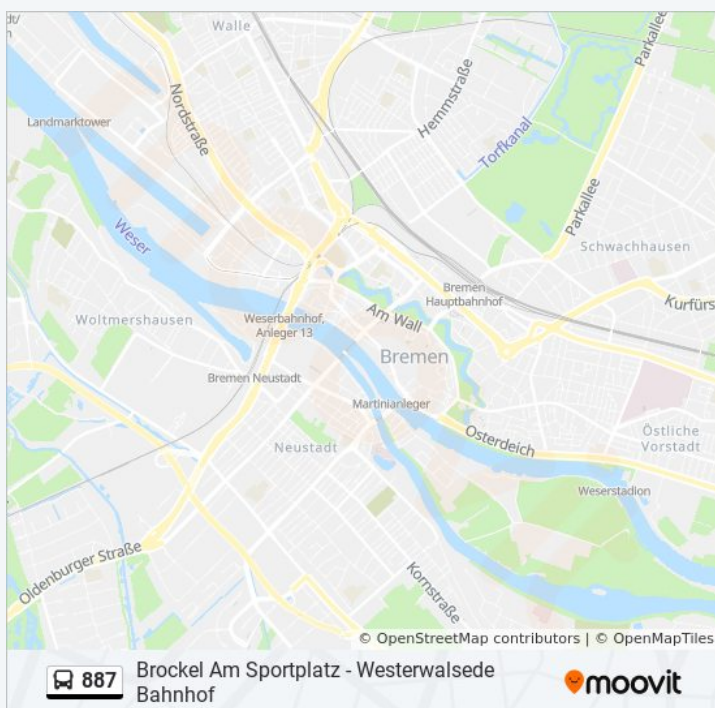 dt/
Walle
Parkallee
Hemmstraße
Nordstraße
Landmarktower
Torfkanal
Parkallee
Weser
Schwachhausen
Bremen
Hauptbahnhof
Kurfürs
Am Wall
Weserbahnhof,
Anleger 13
Woltmershausen
Bremen
Bremen Neustadt
Martinianleger
Osterdeich
Östliche
Vorstadt
Neustadt
Weserstadion
Oldenburger Straße
Kornstraße
© OpenStreetMap contributors | © OpenMapTiles
887
Brockel Am Sportplatz - Westerwalsede
Bahnhof
moovit